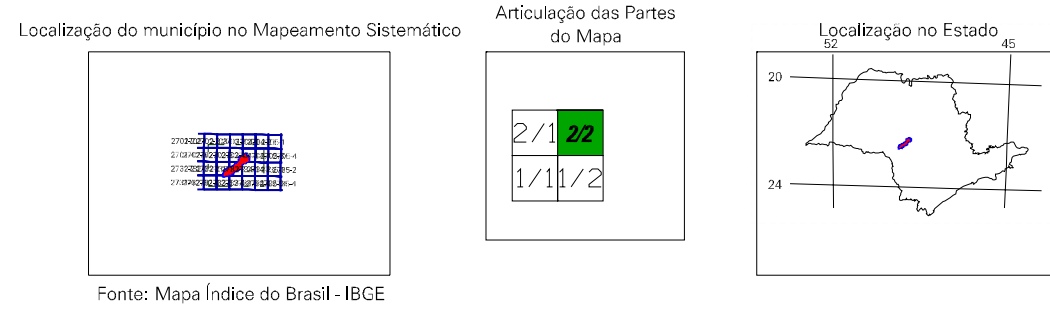 Localização do município no Mapeamento Sistemático
Fonte: Mapa Índice do Brasil - IBGE
Articulação das Partes
do Mapa
2/1 2/2
1/1 1/2
Localização no Estado
52 45
20
24